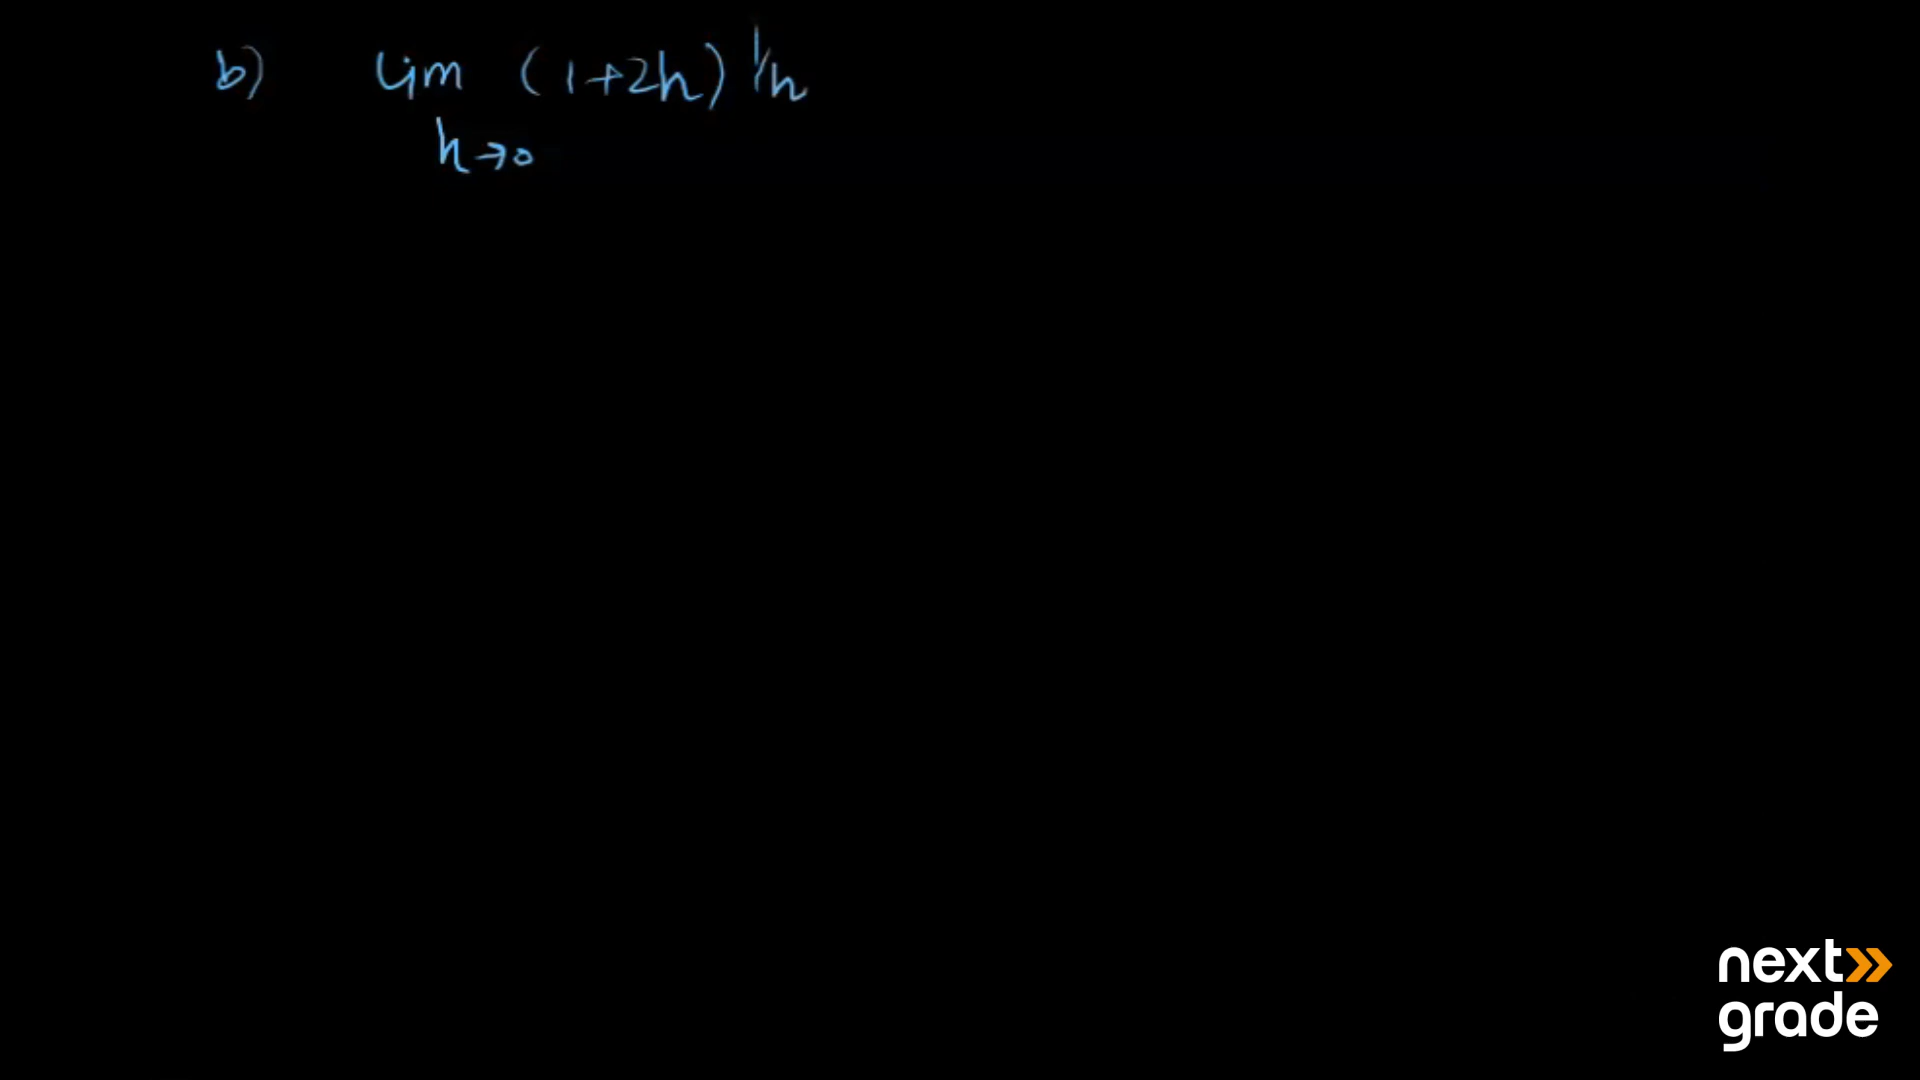 b) lim (1+2h)^1/h
h→0
next
grade